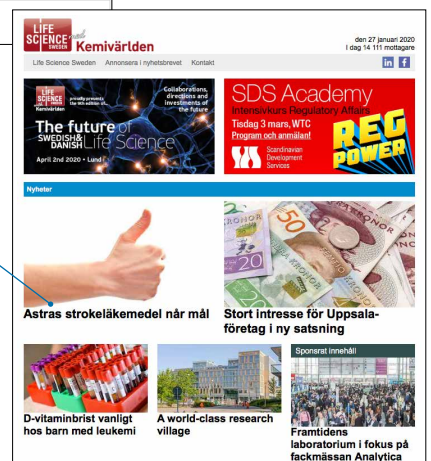 LIFE
SCIENCE med
SWEDEN Kemivärlden
den 27 januari 2020
I dag 14 111 mottagare
Life Science Sweden Annonsera i nyhetsbrevet Kontakt
in f
LIFE
SCIENCE
SWEDEN
Kemivärlden
proudly presents
the 9th edition of...
Collaborations,
directions and
investments of
the future
The future of
SWEDISH&
DANISH Life Science
April 2nd 2020 • Lund
SDS Academy
Intensivkurs Regulatory Affairs
Tisdag 3 mars, WTC
Program och anmälan!
Scandinavian
Development
Services
REG
POWER
Nyheter
Astras strokeläkemedel når mål
Stort intresse för Uppsala-
företag i ny satsning
D-vitaminbrist vanligt
hos barn med leukemi
A world-class research
village
Sponsrat innehåll
Framtidens
laboratorium i fokus på
fackmässan Analytica